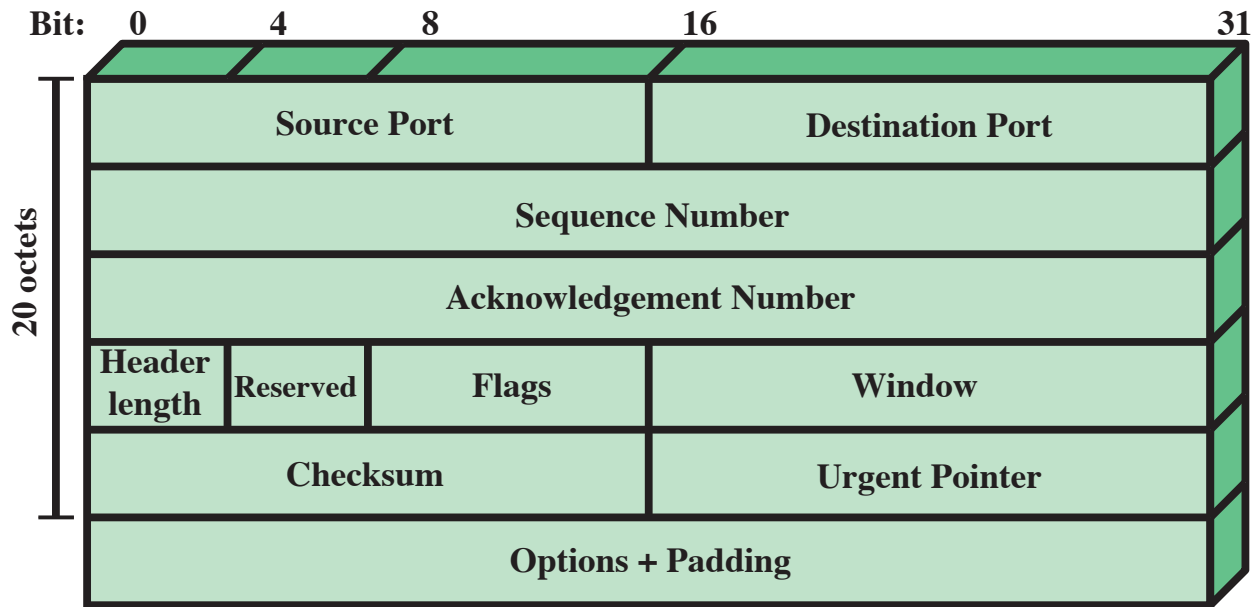 Bit: 0 4 8 16 31
Source Port Destination Port
Sequence Number
Acknowledgement Number
Header
length Reserved Flags Window
Checksum Urgent Pointer
Options + Padding
20 octets